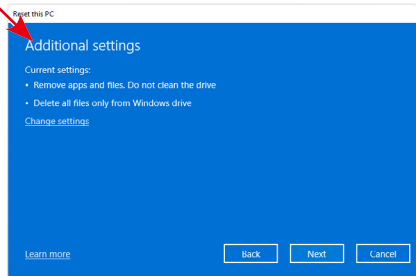 Reset this PC
Additional settings
Current settings:
• Remove apps and files. Do not clean the drive
• Delete all files only from Windows drive
Change settings
Learn more
Back
Next
Cancel